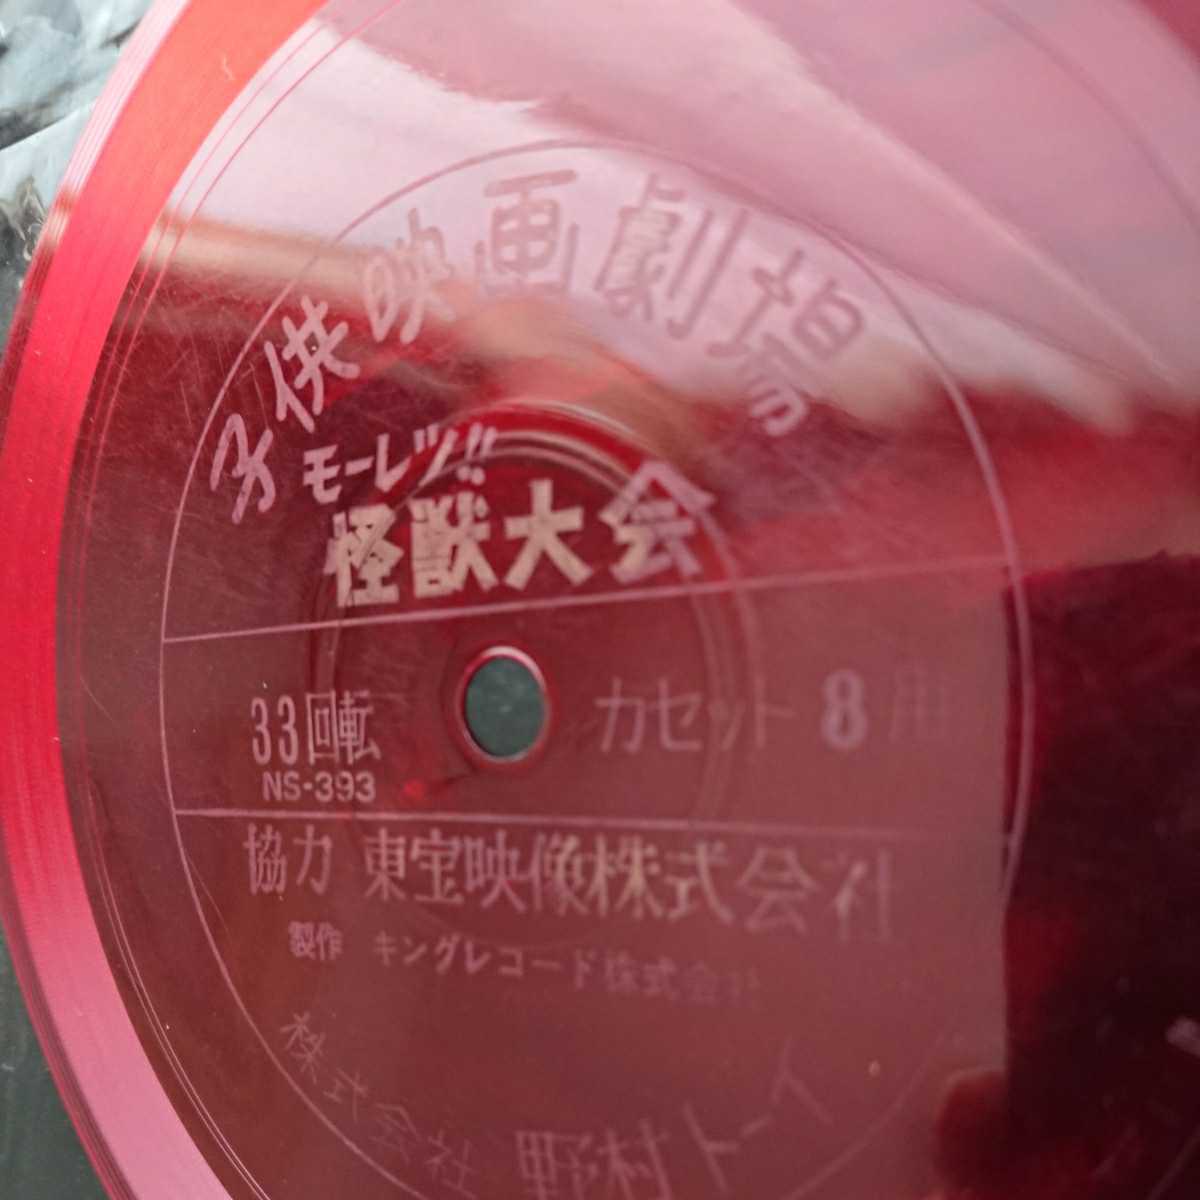 子供映画劇場
モーレツ!!
怪獣大会
33回転
NS-393
カセット8用
協力 東宝映像株式会社
製作 キングレコード株式会社
株式会社 野村トーイ